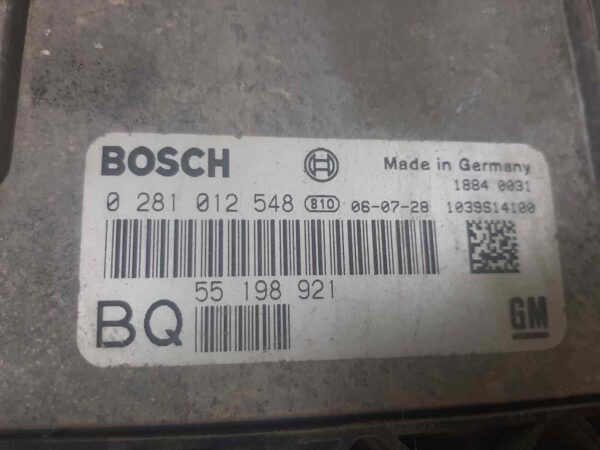 BOSCH Made in Germany
1884 0031
0 281 012 548 810 06-07-28 1039S14100
55 198 921
BQ GM